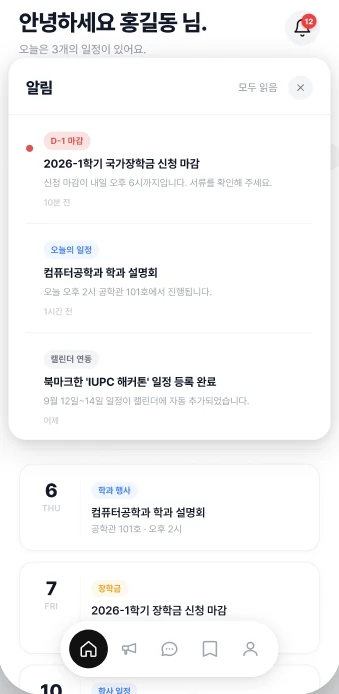 안녕하세요 홍길동 님.
12
오늘은 3개의 일정이 있어요.
알림
모두 읽음
D-1 마감
2026-1학기 국가장학금 신청 마감
신청 마감이 내일 오후 6시까지입니다. 서류를 확인해 주세요.
10분 전
오늘의 일정
컴퓨터공학과 학과 설명회
오늘 오후 2시 공학관 101호에서 진행됩니다.
1시간 전
캘린더 연동
북마크한 'IUPC 해커톤' 일정 등록 완료
9월 12일~14일 일정이 캘린더에 자동 추가되었습니다.
어제
6
THU
학과 행사
컴퓨터공학과 학과 설명회
공학관 101호 · 오후 2시
7
FRI
장학금
2026-1학기 장학금 신청 마감
10
학사 일정